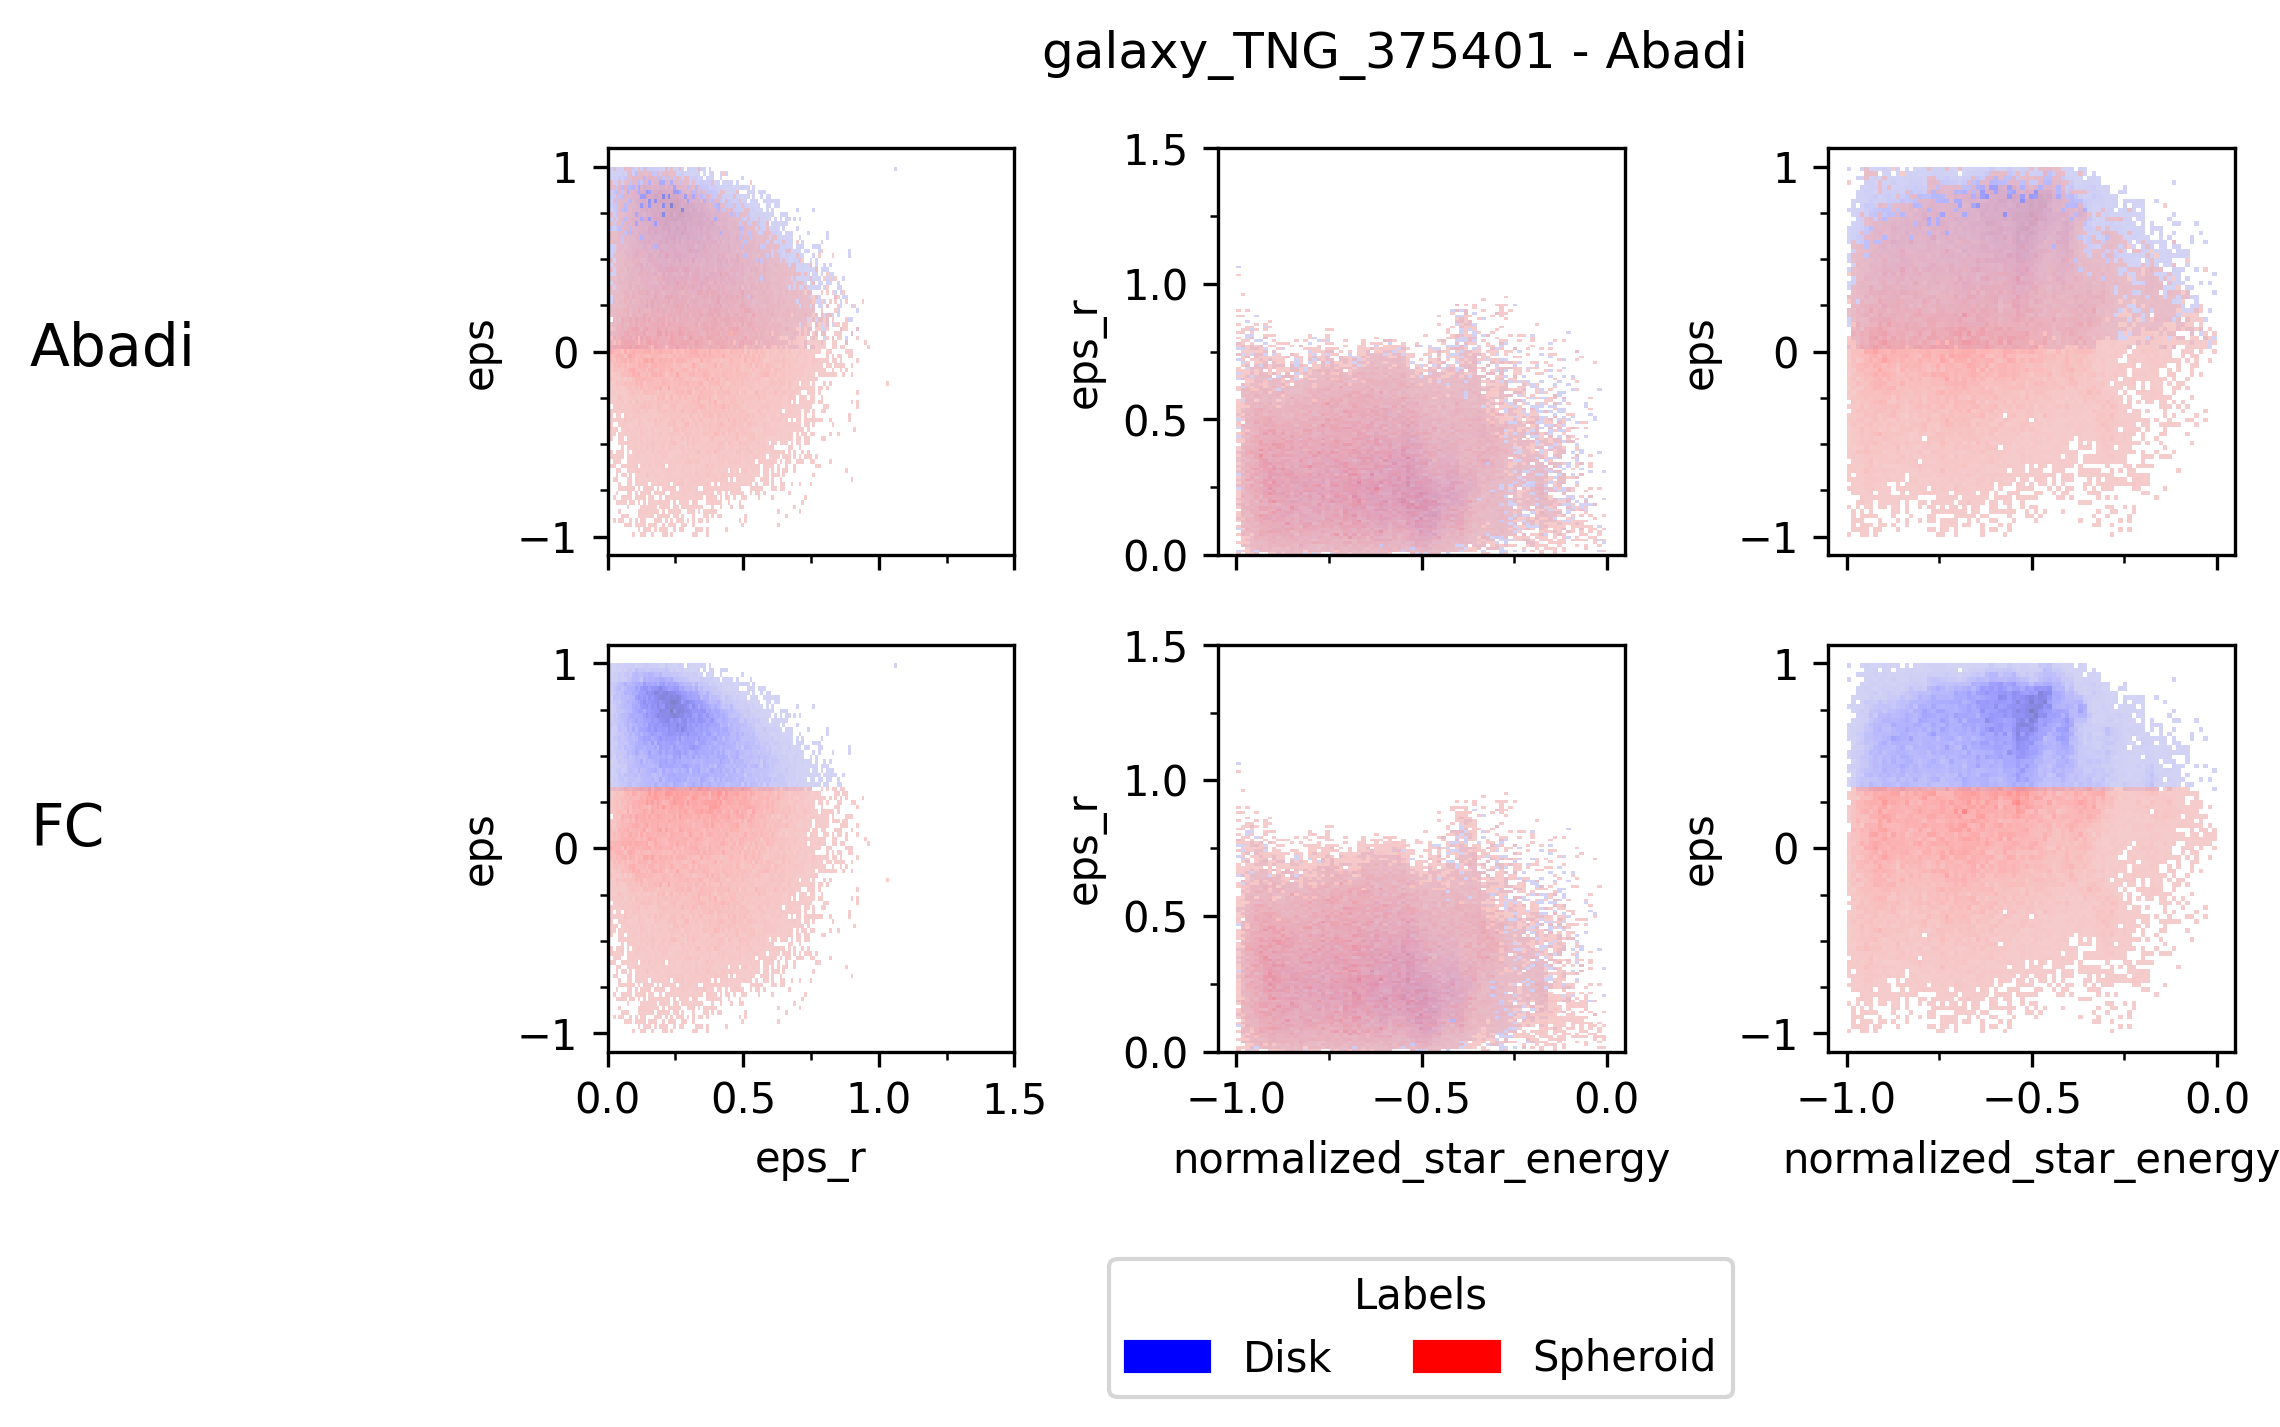 galaxy_TNG_375401 - Abadi
Abadi
eps
1
0
−1
eps_r
1.5
1.0
0.5
0.0
eps
1
0
−1
FC
eps
1
0
−1
0.0 0.5 1.0 1.5
eps_r
eps_r
1.5
1.0
0.5
0.0
−1.0 −0.5 0.0
normalized_star_energy
eps
1
0
−1
−1.0 −0.5 0.0
normalized_star_energy
Labels
Disk Spheroid